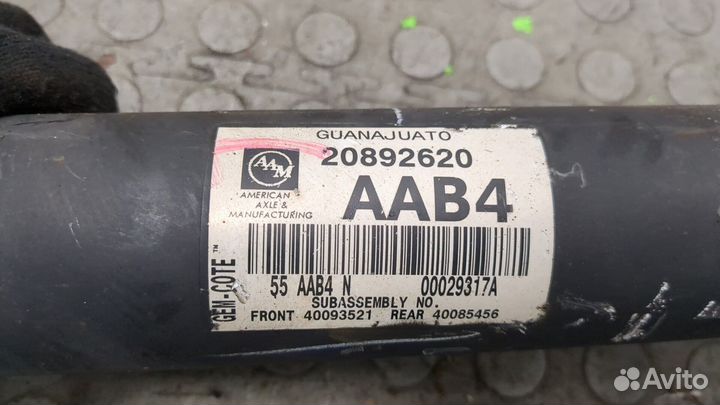 GUANAJUATO
20892620
AAM
AMERICAN
AXLE &
MANUFACTURING
AAB4
GEM-COTE ™
55 AAB4 N 00029317A
SUBASSEMBLY NO.
FRONT 40093521 REAR 40085456
Avito